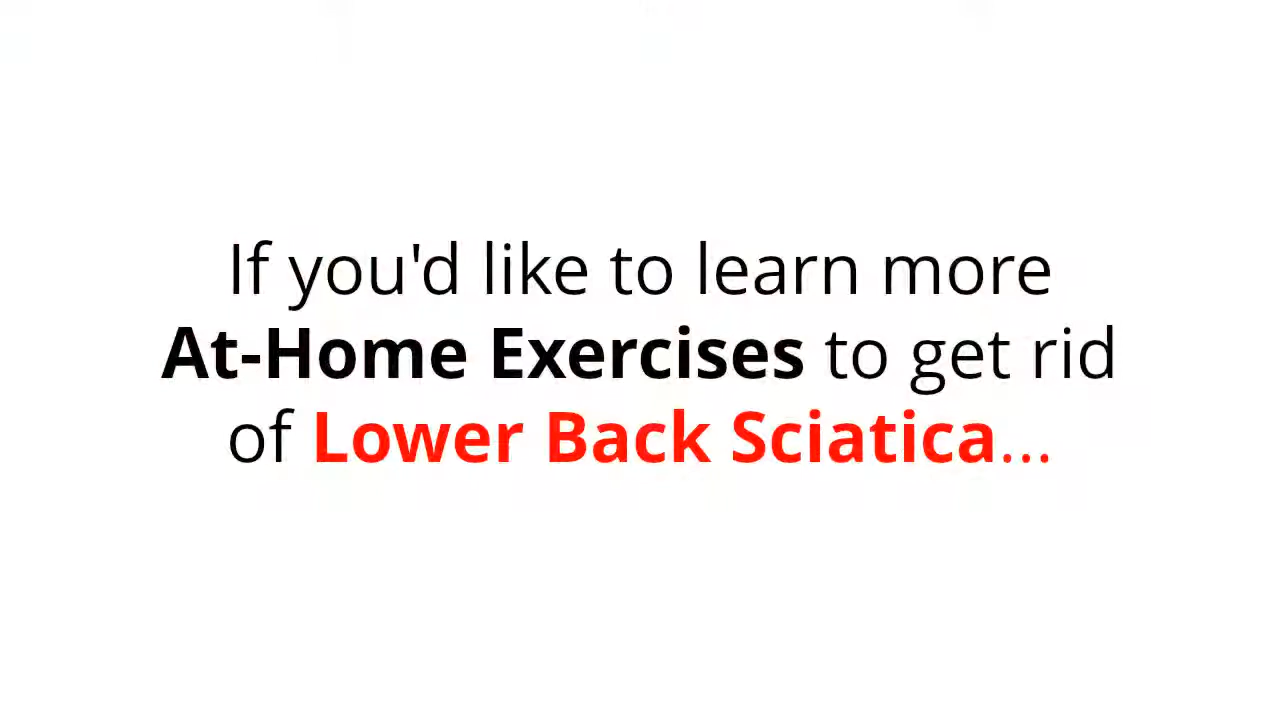 If you'd like to learn more
At-Home Exercises to get rid
of Lower Back Sciatica...